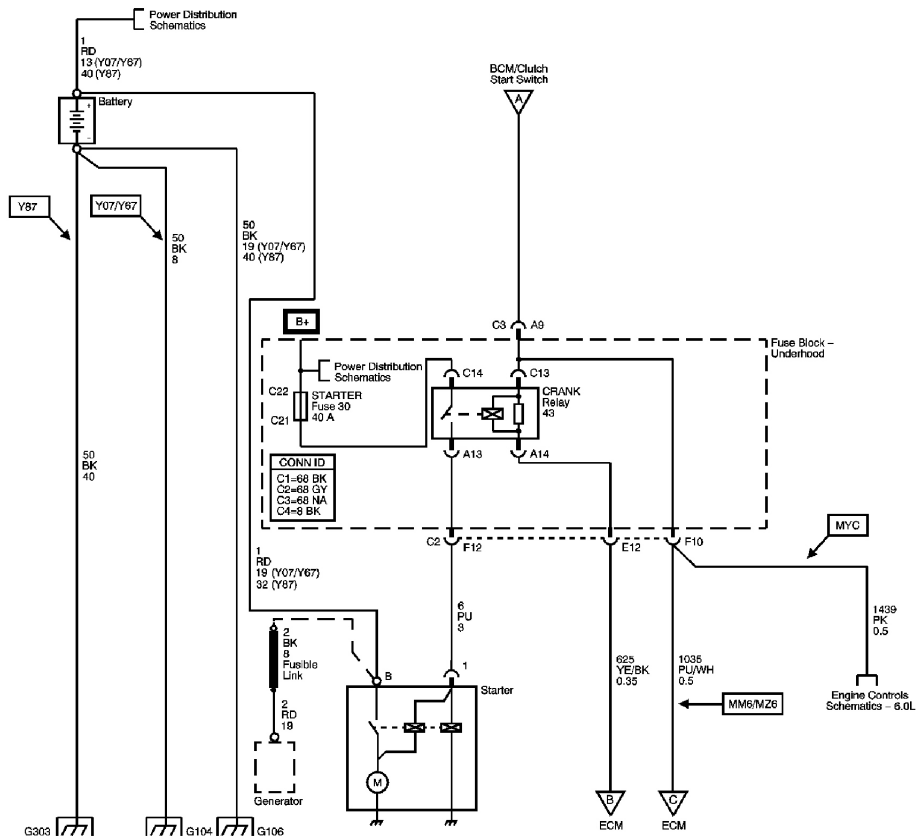 Power Distribution
Schematics
1
RD
13 (Y07/Y67)
40 (Y87)
Battery
+
-
BCM/Clutch
Start Switch
A
Y87
Y07/Y67
50
BK
8
50
BK
19 (Y07/Y67)
40 (Y87)
B+
C3
A9
Fuse Block –
Underhood
Power Distribution
Schematics
C14
C13
C22
C21
STARTER
Fuse 30
40 A
CRANK
Relay
43
A13
A14
CONN ID
C1=68 BK
C2=68 GY
C3=68 NA
C4=8 BK
50
BK
40
C2
F12
E12
F10
MYC
1
RD
19 (Y07/Y67)
32 (Y87)
6
PU
3
1439
PK
0.5
2
BK
8
Fusible
Link
B
1
Starter
625
YE/BK
0.35
1035
PU/WH
0.5
MM6/MZ6
Engine Controls
Schematics – 6.0L
2
RD
19
M
Generator
B
ECM
C
ECM
G303
G104
G106